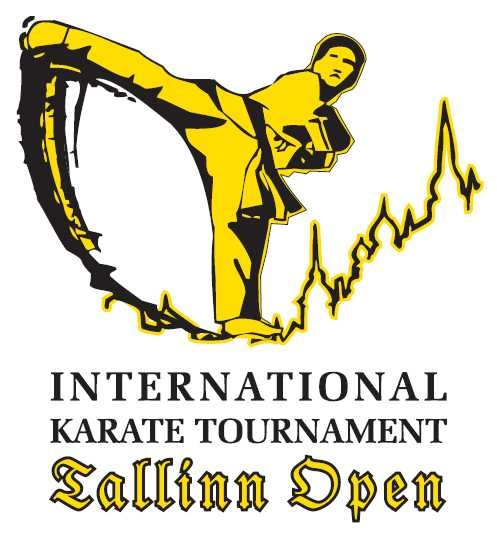 INTERNATIONAL
KARATE TOURNAMENT
Tallinn Open